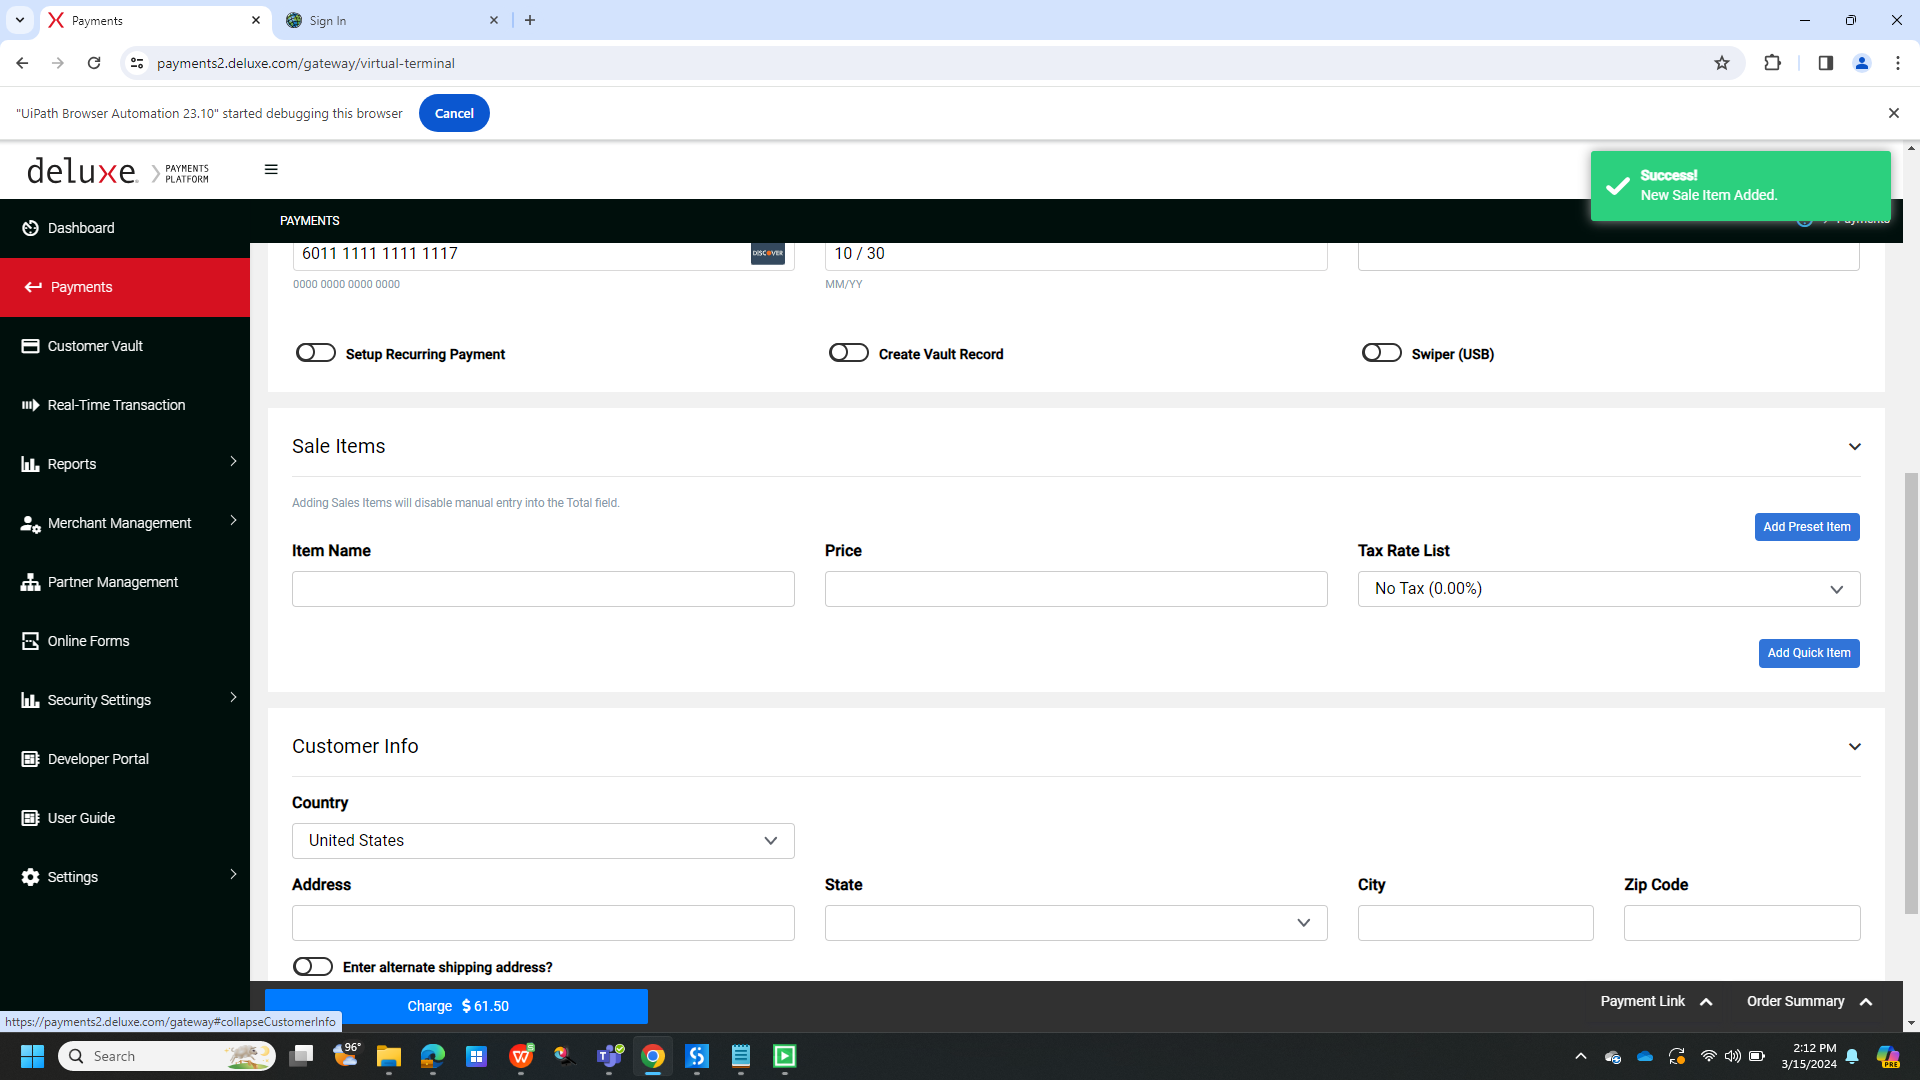 Payments
Sign In
payments2.deluxe.com/gateway/virtual-terminal
"UiPath Browser Automation 23.10" started debugging this browser
Cancel
deluxe.
PAYMENTS
PLATFORM
Success!
New Sale Item Added.
PAYMENTS
Payments
Dashboard
Payments
Customer Vault
Real-Time Transaction
Reports
Merchant Management
Partner Management
Online Forms
Security Settings
Developer Portal
User Guide
Settings
6011 1111 1111 1117
DISCOVER
10 / 30
0000 0000 0000 0000
MM/YY
Setup Recurring Payment
Create Vault Record
Swiper (USB)
Sale Items
Adding Sales Items will disable manual entry into the Total field.
Add Preset Item
Item Name
Price
Tax Rate List
No Tax (0.00%)
Add Quick Item
Customer Info
Country
United States
Address
State
City
Zip Code
Enter alternate shipping address?
Charge $ 61.50
Payment Link
Order Summary
https://payments2.deluxe.com/gateway#collapseCustomerInfo
Search
96°
2:12 PM
3/15/2024
PRE